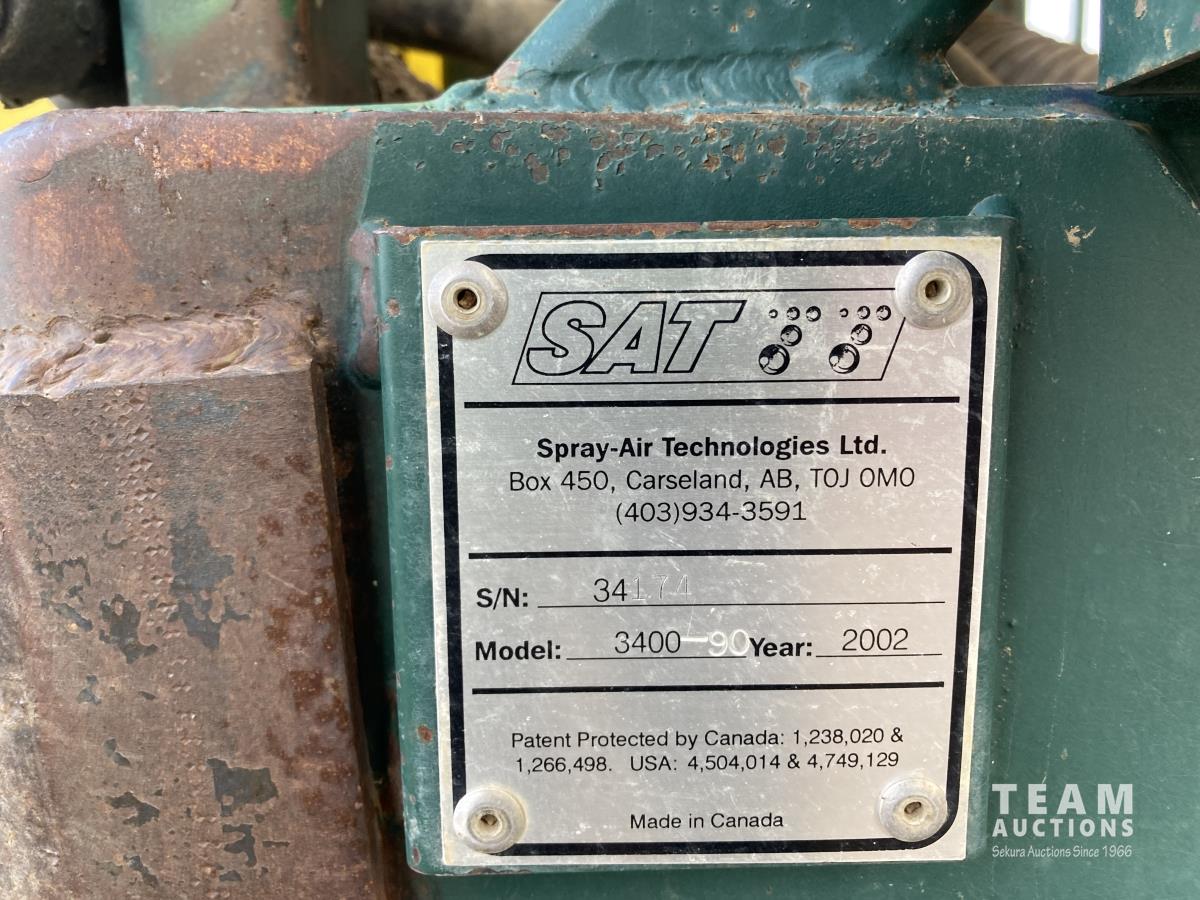 SAT
Spray-Air Technologies Ltd.
Box 450, Carseland, AB, TOJ OMO
(403)934-3591
S/N: 34174
Model: 3400-90 Year: 2002
Patent Protected by Canada: 1,238,020 &
1,266,498. USA: 4,504,014 & 4,749,129
Made in Canada
TEAM
AUCTIONS
Sekura Auctions Since 1966